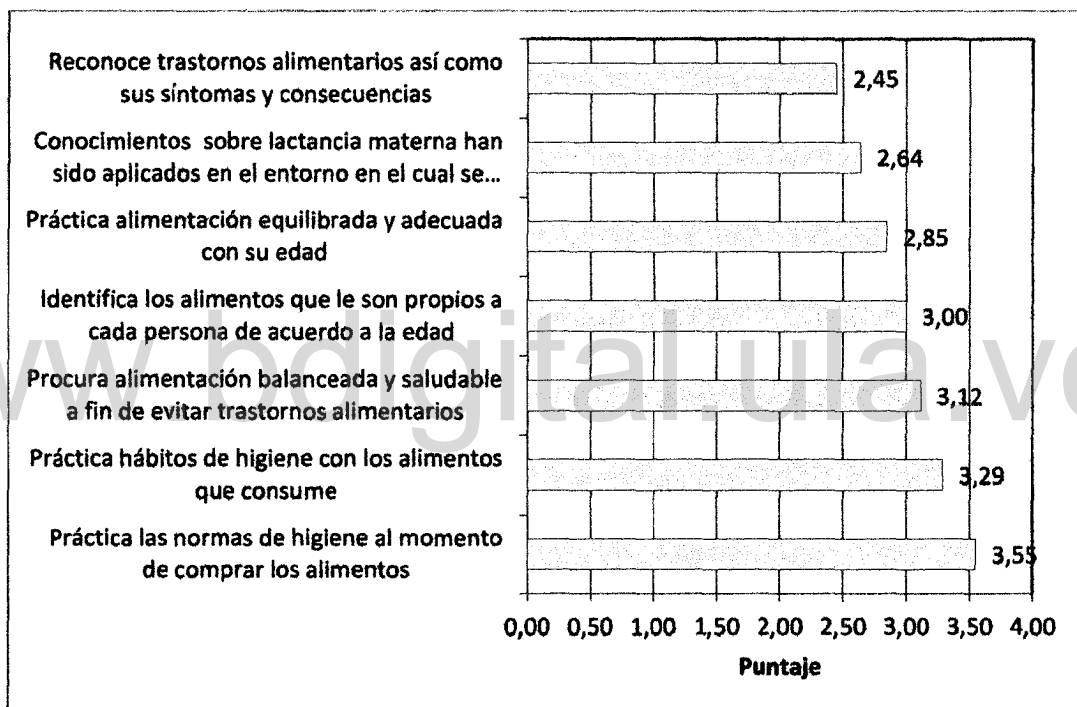 Reconoce trastornos alimentarios así como
sus síntomas y consecuencias
2,45
Conocimientos sobre lactancia materna han
sido aplicados en el entorno en el cual se...
2,64
Práctica alimentación equilibrada y adecuada
con su edad
2,85
Identifica los alimentos que le son propios a
cada persona de acuerdo a la edad
3,00
Procura alimentación balanceada y saludable
a fin de evitar trastornos alimentarios
3,12
Práctica hábitos de higiene con los alimentos
que consume
3,29
Práctica las normas de higiene al momento
de comprar los alimentos
3,55
0,00 0,50 1,00 1,50 2,00 2,50 3,00 3,50 4,00
Puntaje
ww.bdigital.ula.ve